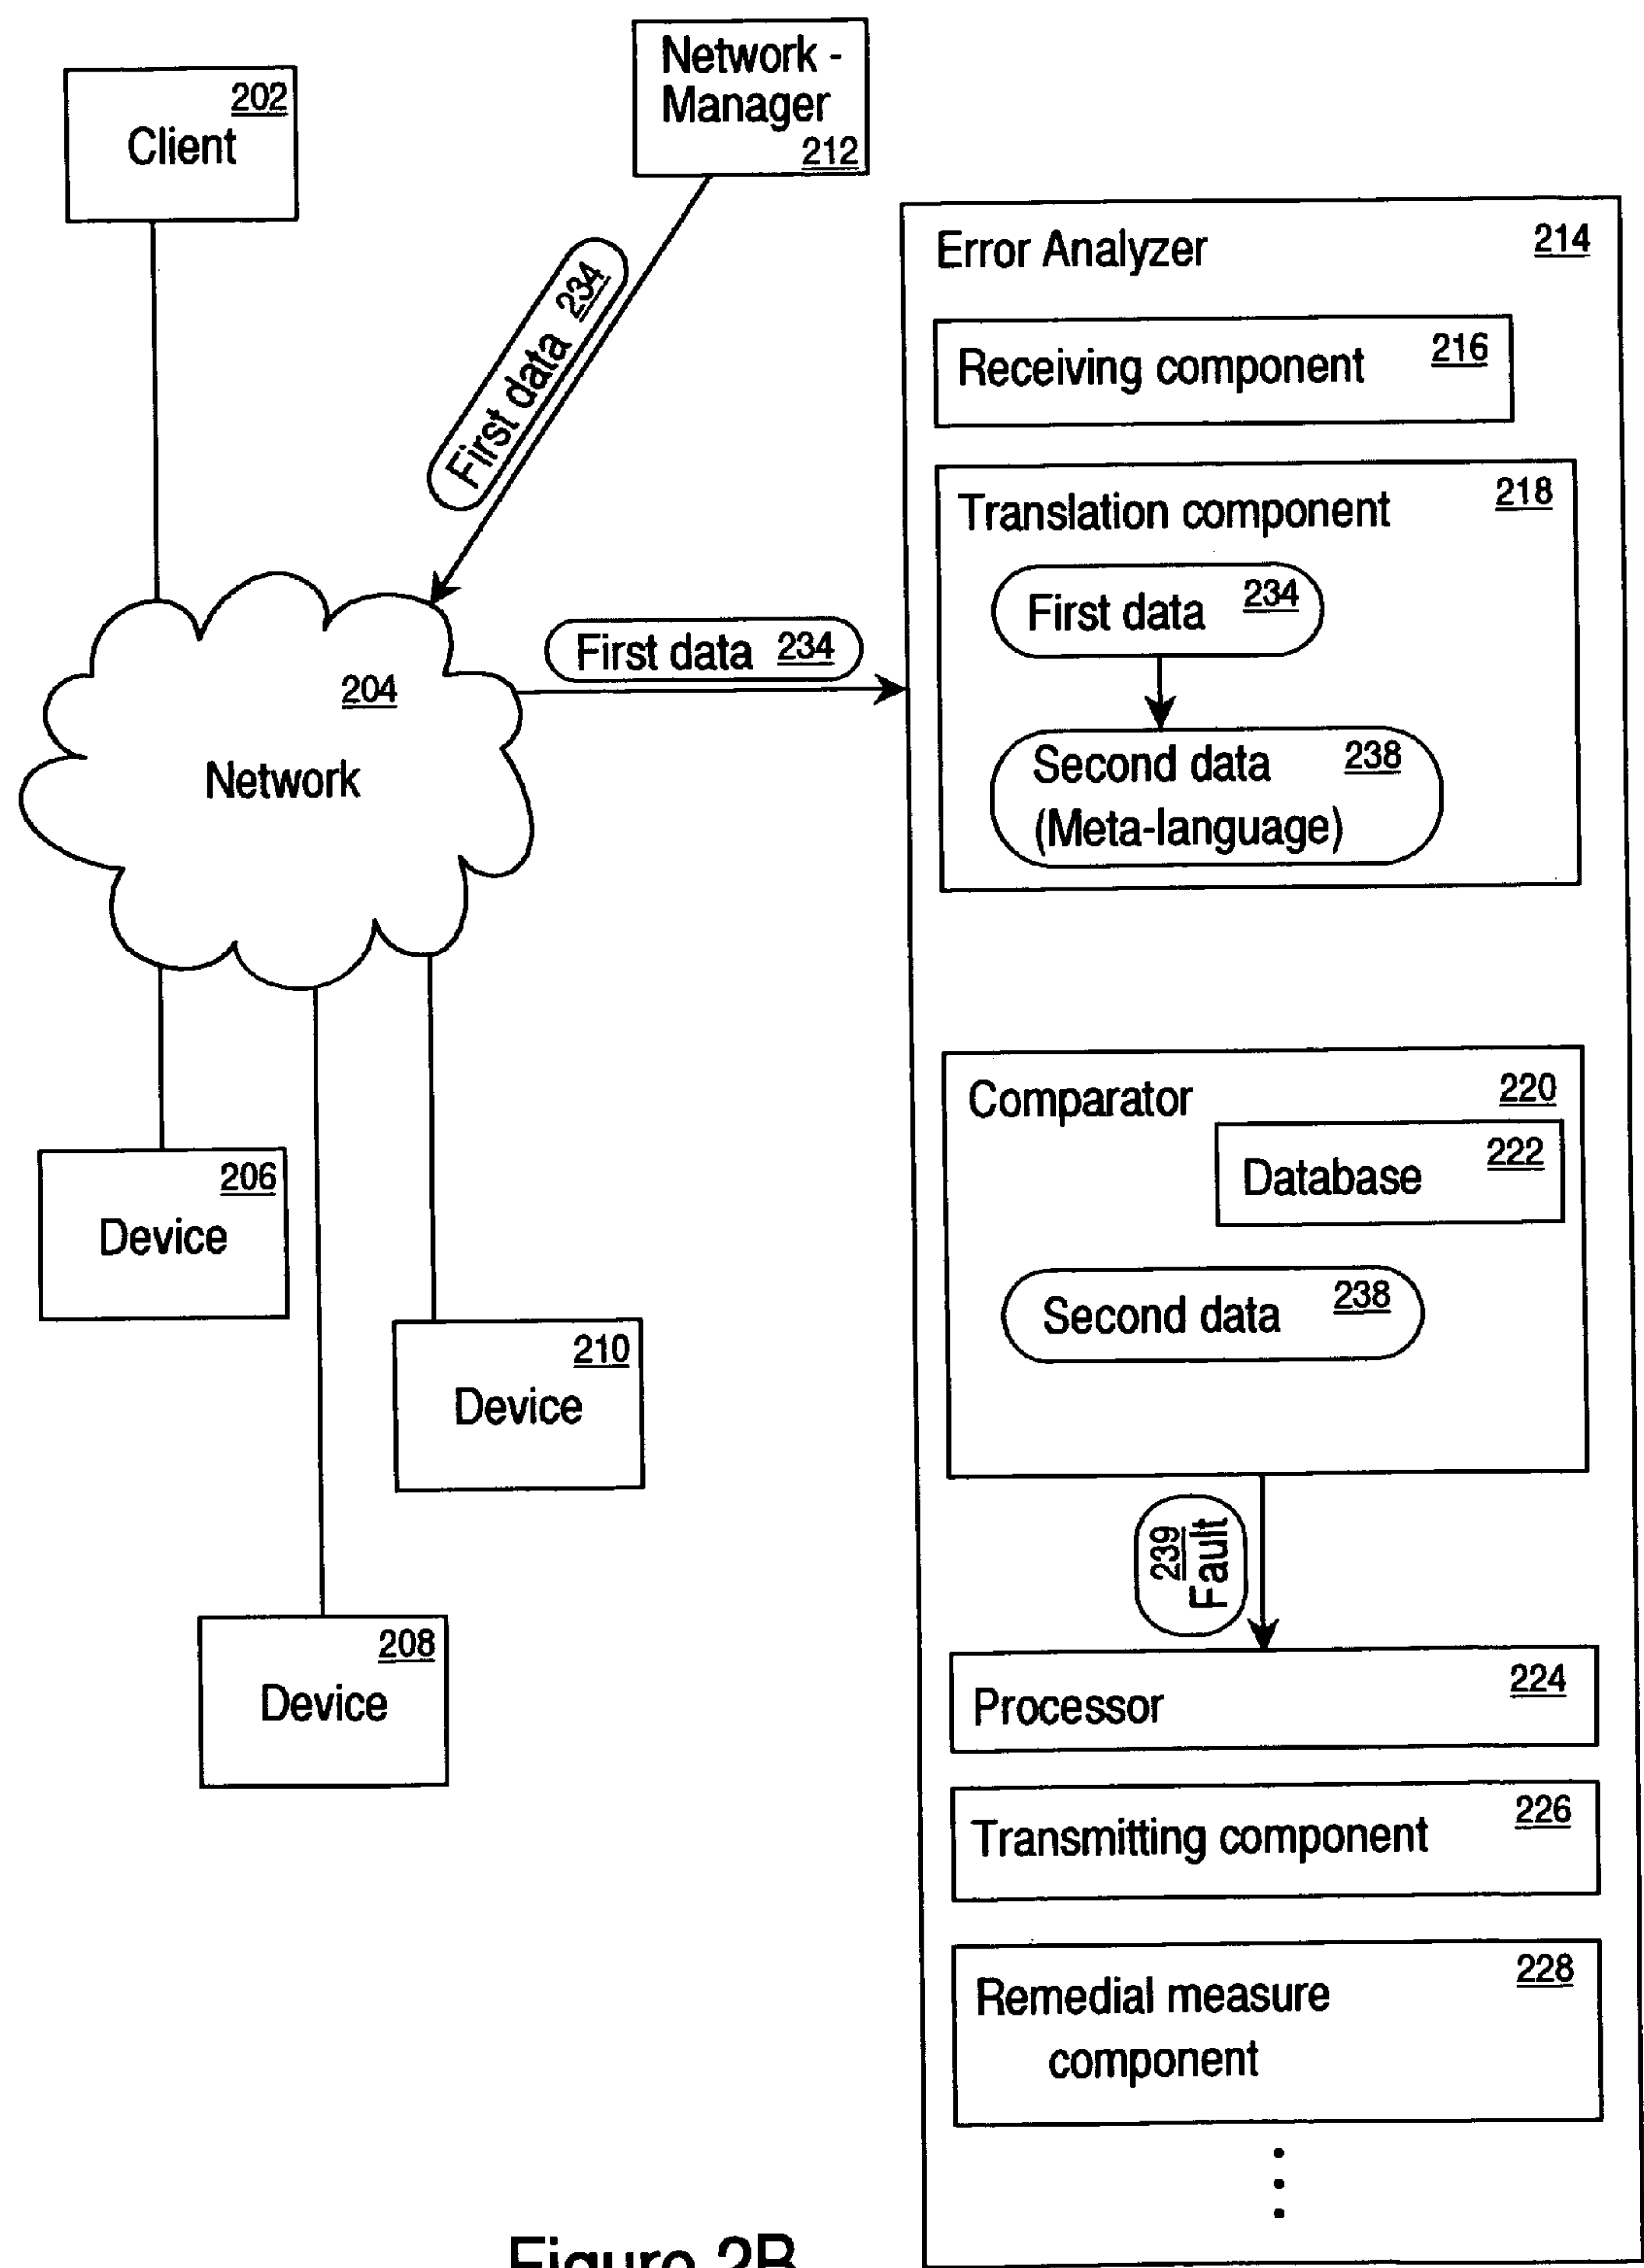 202
Client
Network -
Manager
212
First data 234
204
Network
First data 234
206
Device
210
Device
208
Device
Error Analyzer 214
Receiving component 216
Translation component 218
First data 234
Second data 238
(Meta-language)
Comparator 220
Database 222
Second data 238
239
Fault
Processor 224
Transmitting component 226
Remedial measure 228
component
Figure 2B